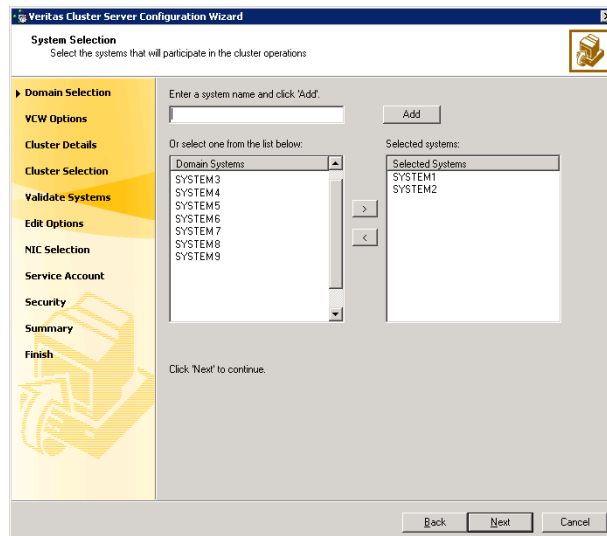 Veritas Cluster Server Configuration Wizard
System Selection
Select the systems that will participate in the cluster operations
Domain Selection
VCW Options
Cluster Details
Cluster Selection
Validate Systems
Edit Options
NIC Selection
Service Account
Security
Summary
Finish
Enter a system name and click 'Add'.
Add
Or select one from the list below:
Domain Systems
SYSTEM3
SYSTEM4
SYSTEM5
SYSTEM6
SYSTEM7
SYSTEM8
SYSTEM9
>
<
Selected systems:
Selected Systems
SYSTEM1
SYSTEM2
Click 'Next' to continue.
Back Next Cancel